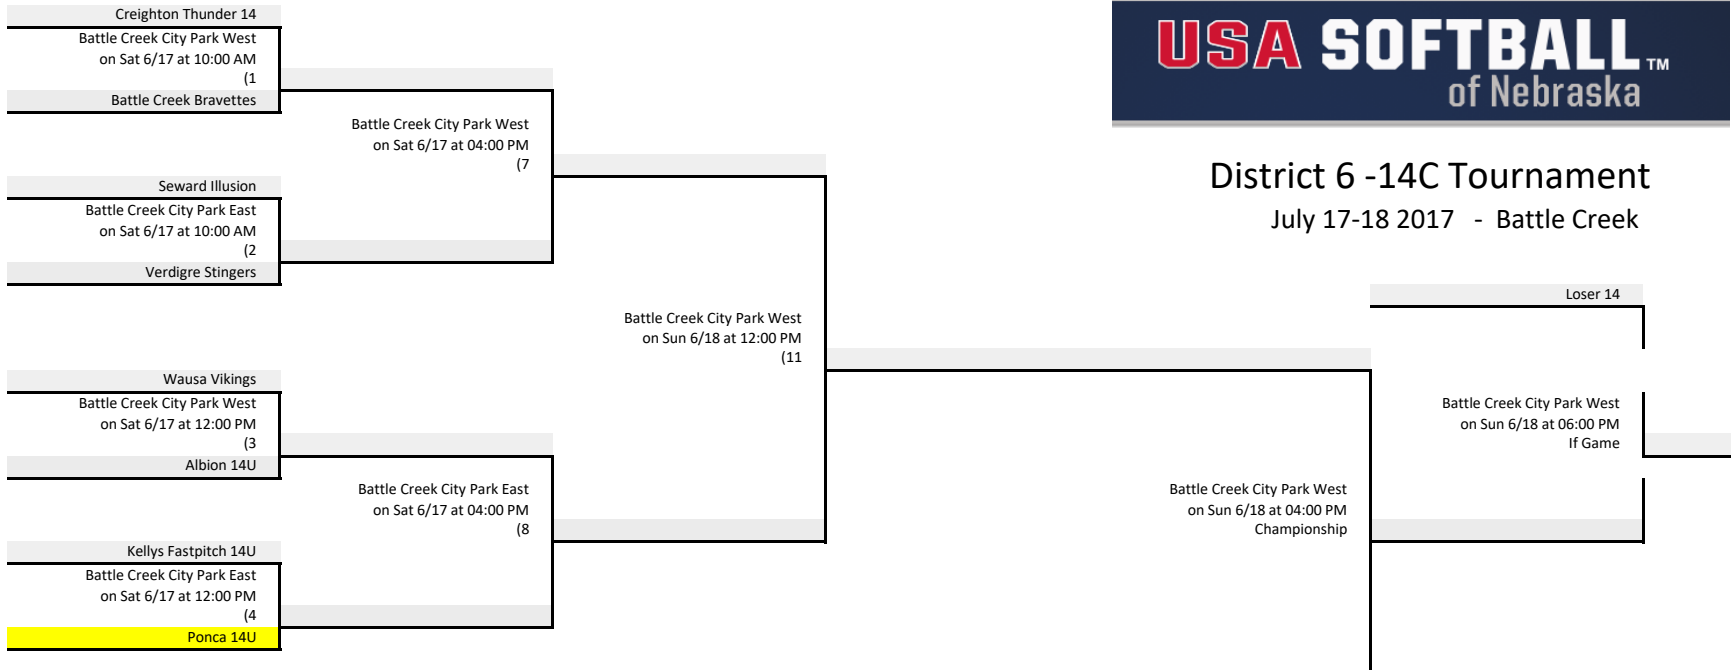 Creighton Thunder 14
Battle Creek City Park West
on Sat 6/17 at 10:00 AM
(1
Battle Creek Bravettes
Battle Creek City Park West
on Sat 6/17 at 04:00 PM
(7
Seward Illusion
Battle Creek City Park East
on Sat 6/17 at 10:00 AM
(2
Verdigre Stingers
Battle Creek City Park West
on Sun 6/18 at 12:00 PM
(11
Wausa Vikings
Battle Creek City Park West
on Sat 6/17 at 12:00 PM
(3
Albion 14U
Battle Creek City Park East
on Sat 6/17 at 04:00 PM
(8
Kellys Fastpitch 14U
Battle Creek City Park East
on Sat 6/17 at 12:00 PM
(4
Ponca 14U
USA SOFTBALL TM
of Nebraska
District 6 -14C Tournament
July 17-18 2017 - Battle Creek
Loser 14
Battle Creek City Park West
on Sun 6/18 at 06:00 PM
If Game
Battle Creek City Park West
on Sun 6/18 at 04:00 PM
Championship